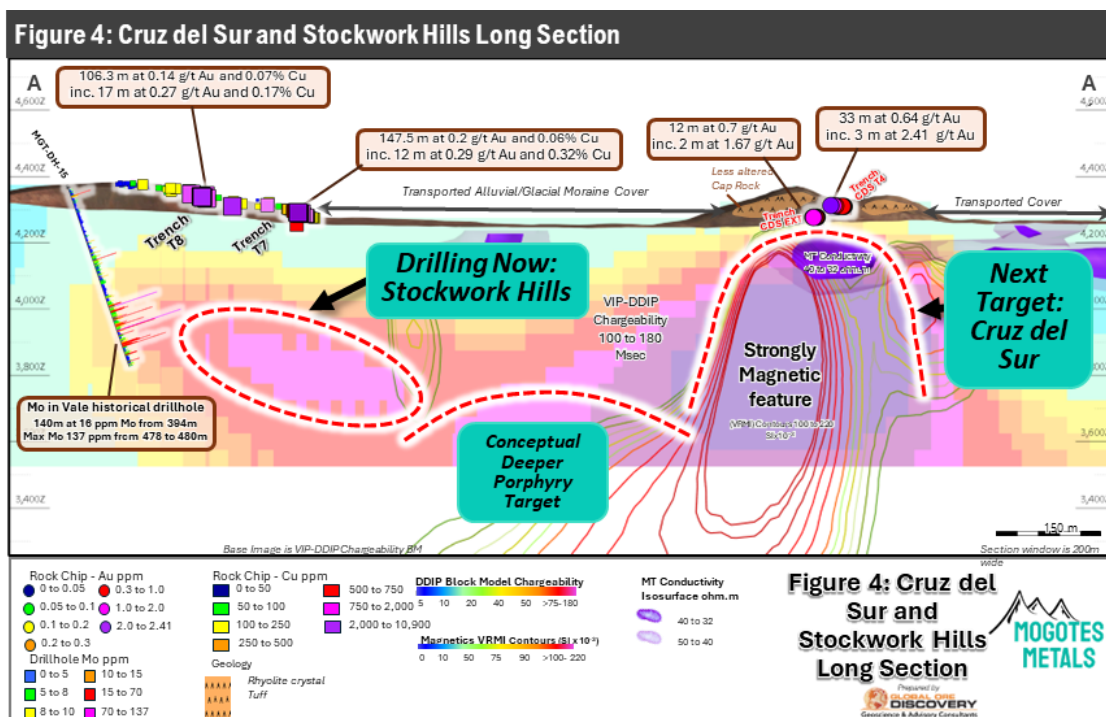 Figure 4: Cruz del Sur and Stockwork Hills Long Section
A
A
106.3 m at 0.14 g/t Au and 0.07% Cu
inc. 17 m at 0.27 g/t Au and 0.17% Cu
147.5 m at 0.2 g/t Au and 0.06% Cu
inc. 12 m at 0.29 g/t Au and 0.32% Cu
12 m at 0.7 g/t Au
inc. 2 m at 1.67 g/t Au
33 m at 0.64 g/t Au
inc. 3 m at 2.41 g/t Au
4,600Z
4,400Z
4,200Z
4,000Z
3,800Z
3,600Z
3,400Z
MGT-DH-15
Trench
T8
Trench
T7
Transported Alluvial/Glacial Moraine Cover
Less altered
Cap Rock
Trench
CDS T4
Trench
CDS EXT
Transported Cover
Drilling Now:
Stockwork Hills
VIP-DDIP
Chargeability
100 to 180
Msec
MT Conductivity
Strongly
Magnetic
feature
(VRMI) Contours 100 to 220
Next
Target:
Cruz del
Sur
Mo in Vale historical drillhole
140m at 16 ppm Mo from 394m
Max Mo 137 ppm from 478 to 480m
Conceptual
Deeper
Porphyry
Target
150 m
Base Image is VIP-DDIP Chargeability BM
Section window is 200m
wide
Rock Chip - Au ppm
0 to 0.05
0.05 to 0.1
0.1 to 0.2
0.2 to 0.3
0.3 to 1.0
1.0 to 2.0
2.0 to 2.41
Drillhole Mo ppm
0 to 5
5 to 8
8 to 10
10 to 15
15 to 70
70 to 137
Rock Chip - Cu ppm
0 to 50
50 to 100
100 to 250
250 to 500
500 to 750
750 to 2,000
2,000 to 10,900
Geology
Rhyolite crystal
Tuff
DDIP Block Model Chargeability
5 10 20 30 40 50 >75-180
Magnetics VRMI Contours (SI x 10⁻³)
0 10 75 90 >100- 220
MT Conductivity
Isosurface ohm.m
40 to 32
50 to 40
Figure 4: Cruz del
Sur and
Stockwork Hills
Long Section
Prepared by
GLOBAL ORE
DISCOVERY
Geoscience & Advisory Consultants
MOGOTES
METALS